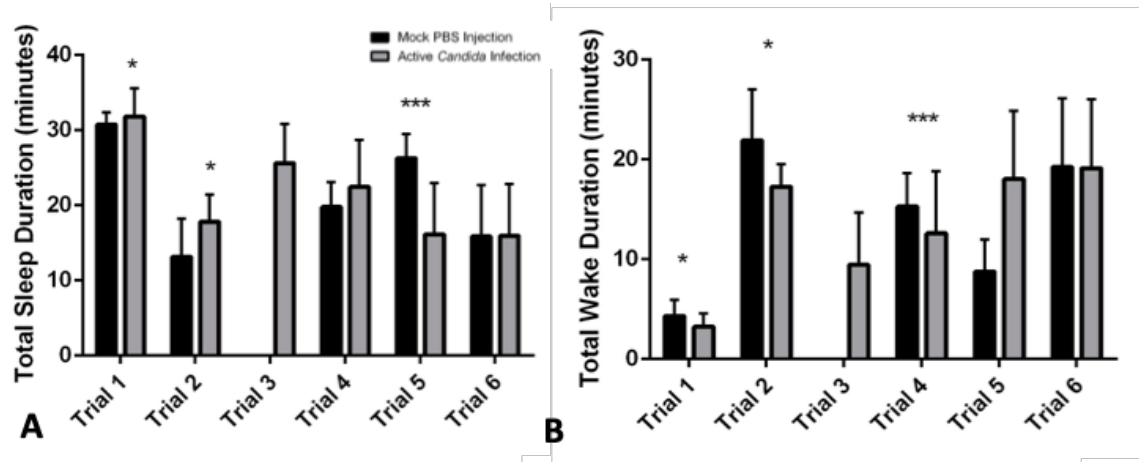 Mock PBS Injection
Active Candida Infection
Total Sleep Duration (minutes)
40
30
20
10
0
*
*
***
Trial 1
Trial 2
Trial 3
Trial 4
Trial 5
Trial 6
A
Total Wake Duration (minutes)
30
20
10
0
*
*
***
Trial 1
Trial 2
Trial 3
Trial 4
Trial 5
Trial 6
B